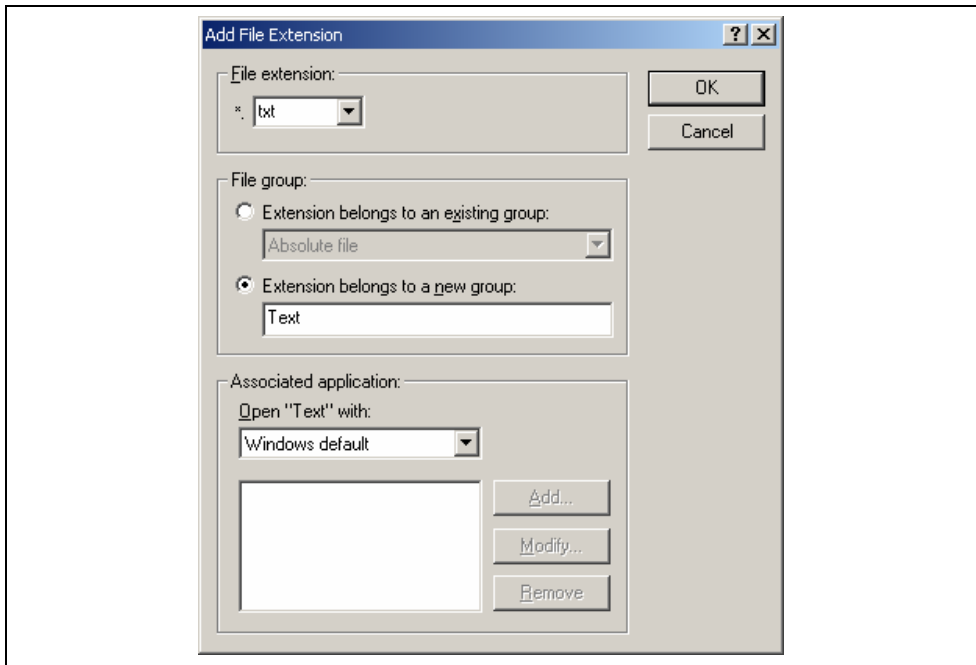 Add File Extension
File extension:
*. txt
OK
Cancel
File group:
Extension belongs to an existing group:
Absolute file
Extension belongs to a new group:
Text
Associated application:
Open "Text" with:
Windows default
Add...
Modify...
Remove